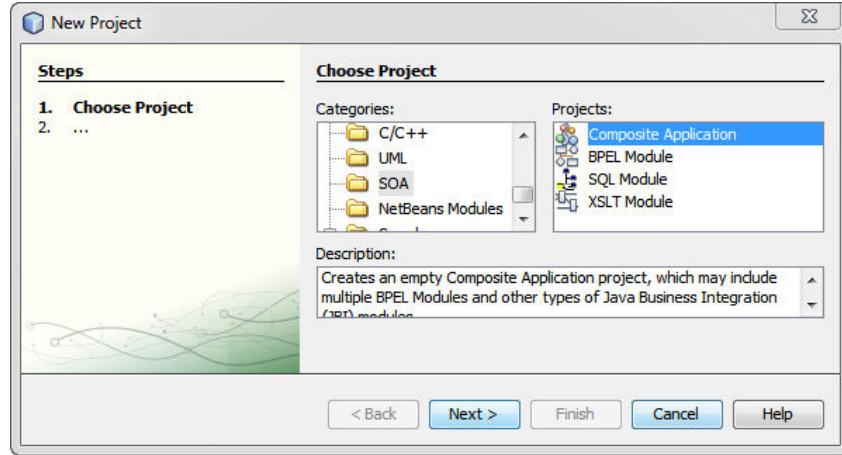 New Project
Steps
1. Choose Project
2. ...
Choose Project
Categories:
C/C++
UML
SOA
NetBeans Modules
Projects:
Composite Application
BPEL Module
SQL Module
XSLT Module
Description:
Creates an empty Composite Application project, which may include
multiple BPEL Modules and other types of Java Business Integration
(JBI) modules
< Back
Next >
Finish
Cancel
Help